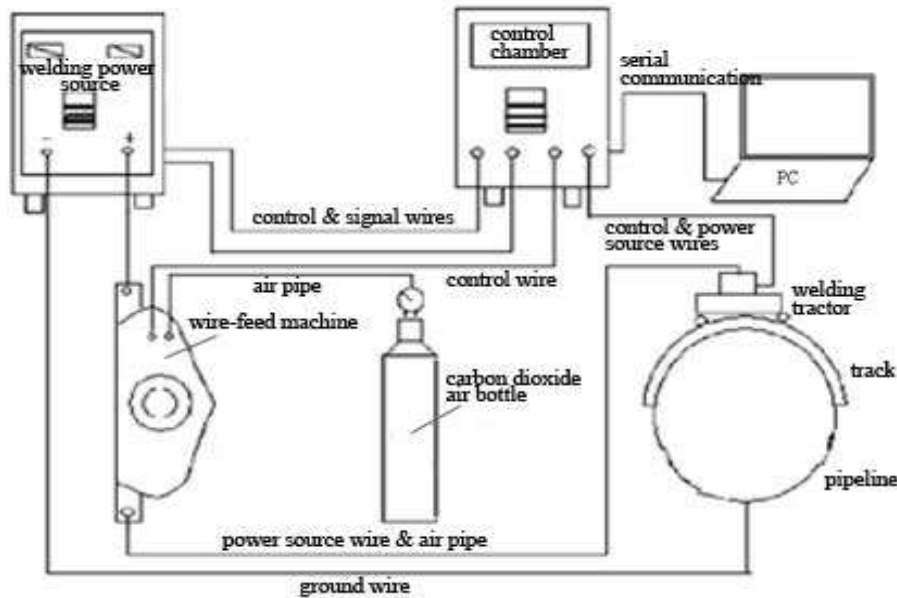 welding power
source
−
+
control
chamber
serial
communication
PC
control & signal wires
control & power
source wires
control wire
air pipe
welding
tractor
wire-feed machine
carbon dioxide
air bottle
track
pipeline
power source wire & air pipe
ground wire